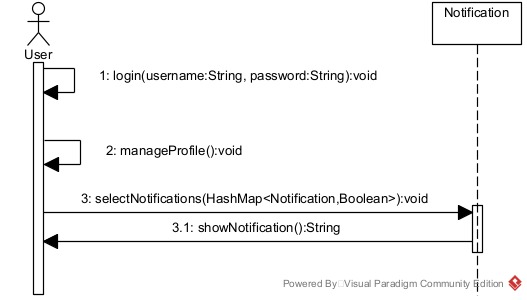 Notification
User
1: login(username:String, password:String):void
2: manageProfile():void
3: selectNotifications(HashMap<Notification,Boolean>):void
3.1: showNotification():String
Powered By Visual Paradigm Community Edition